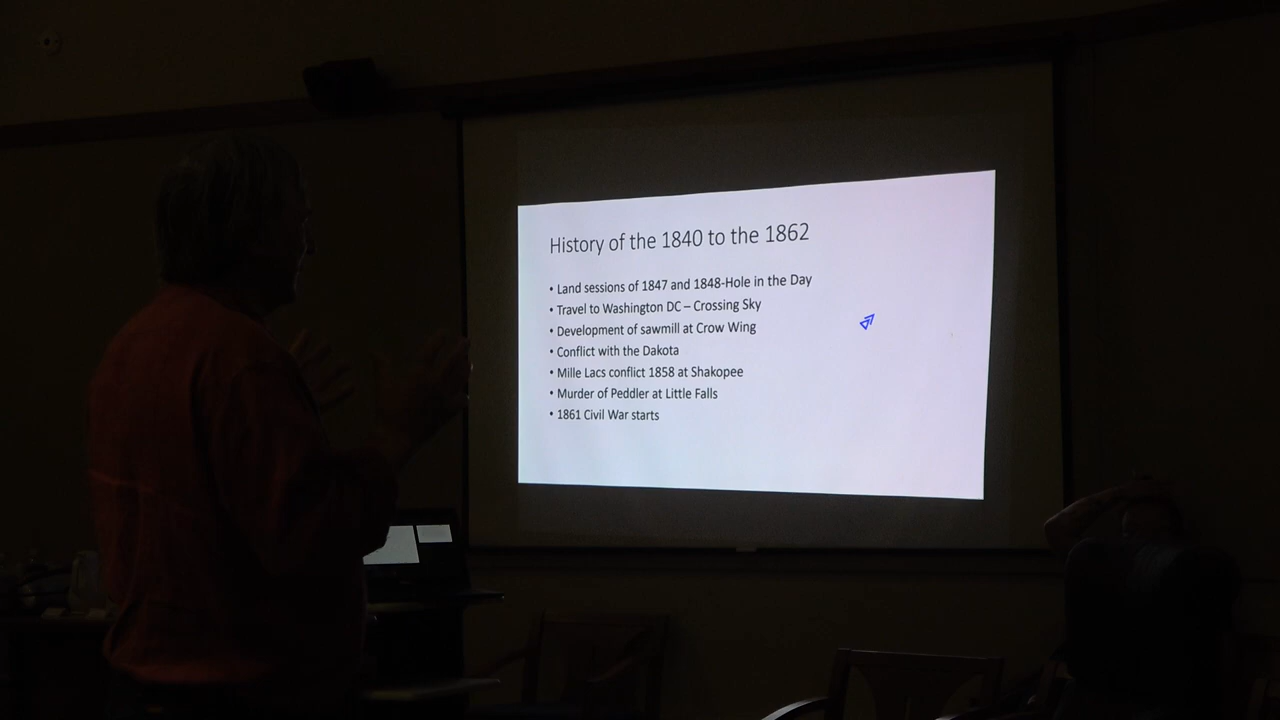 History of the 1840 to the 1862
• Land sessions of 1847 and 1848-Hole in the Day
• Travel to Washington DC – Crossing Sky
• Development of sawmill at Crow Wing
• Conflict with the Dakota
• Mille Lacs conflict 1858 at Shakopee
• Murder of Peddler at Little Falls
• 1861 Civil War starts